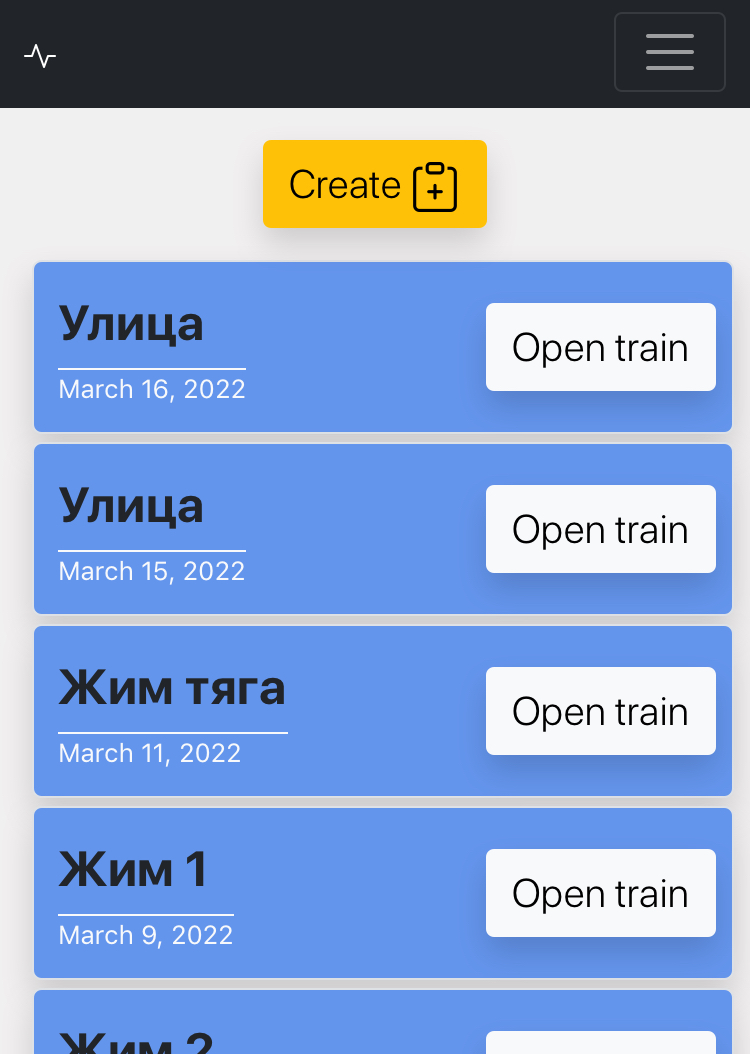 Create
Улица
Open train
March 16, 2022
Улица
Open train
March 15, 2022
Жим тяга
Open train
March 11, 2022
Жим 1
Open train
March 9, 2022
Жим 2